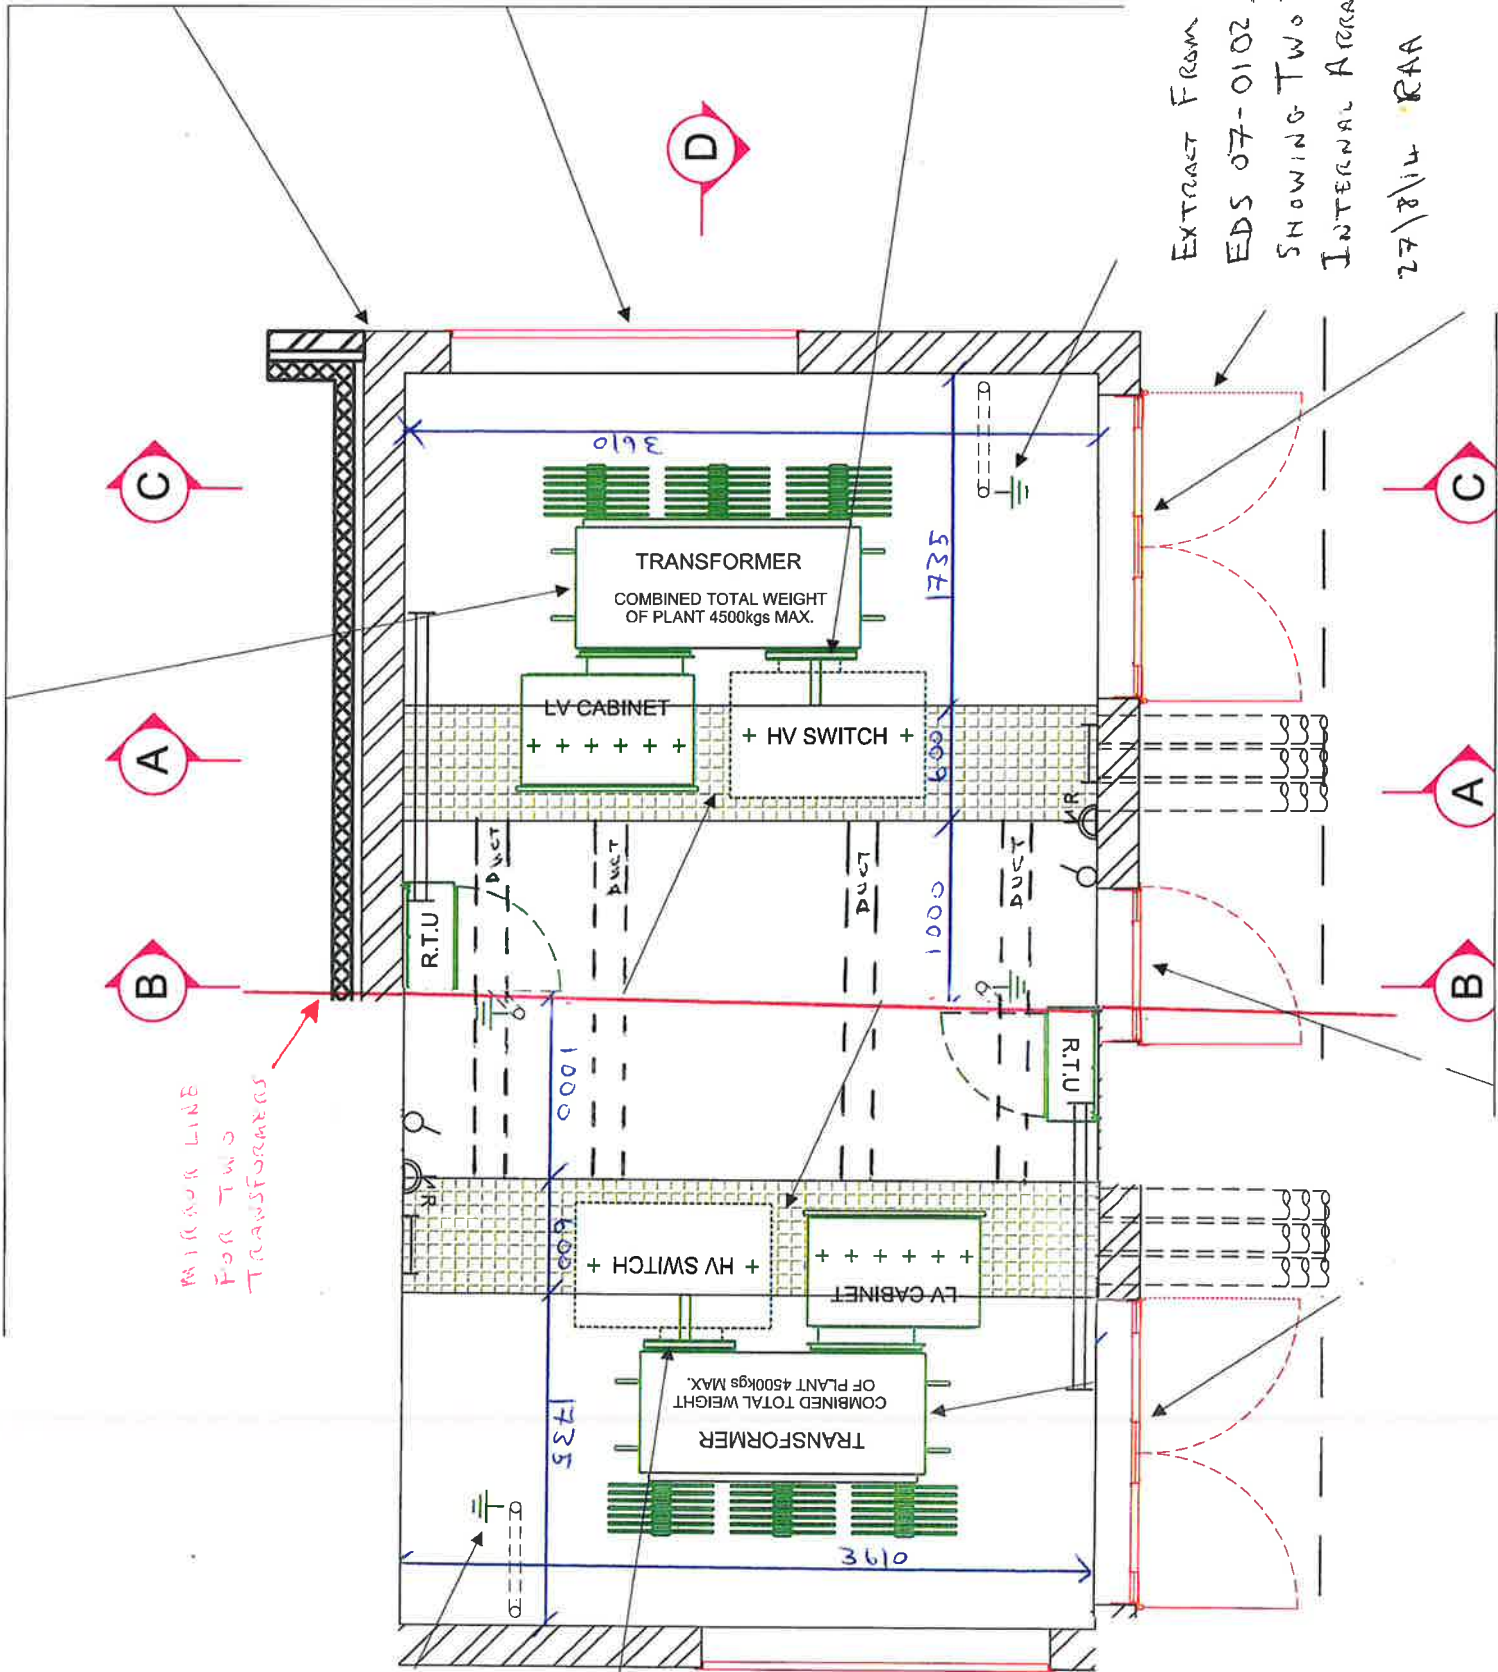 EXTRACT FROM
EDS 07-0102
SHOWING TWO
INTERNAL ARRA
27/8/14 RAA
D
C
A
B
3610
TRANSFORMER
COMBINED TOTAL WEIGHT
OF PLANT 4500kgs MAX.
1735
LV CABINET
HV SWITCH
600
R
DUCT
DUCT
DUCT
DUCT
1000
R.T.U
C
A
B
MIRROR LINE
FOR TWO
TRANSFORMERS
1000
R.T.U
R
600
HV SWITCH
LV CABINET
TRANSFORMER
COMBINED TOTAL WEIGHT
OF PLANT 4500kgs MAX.
1735
3610